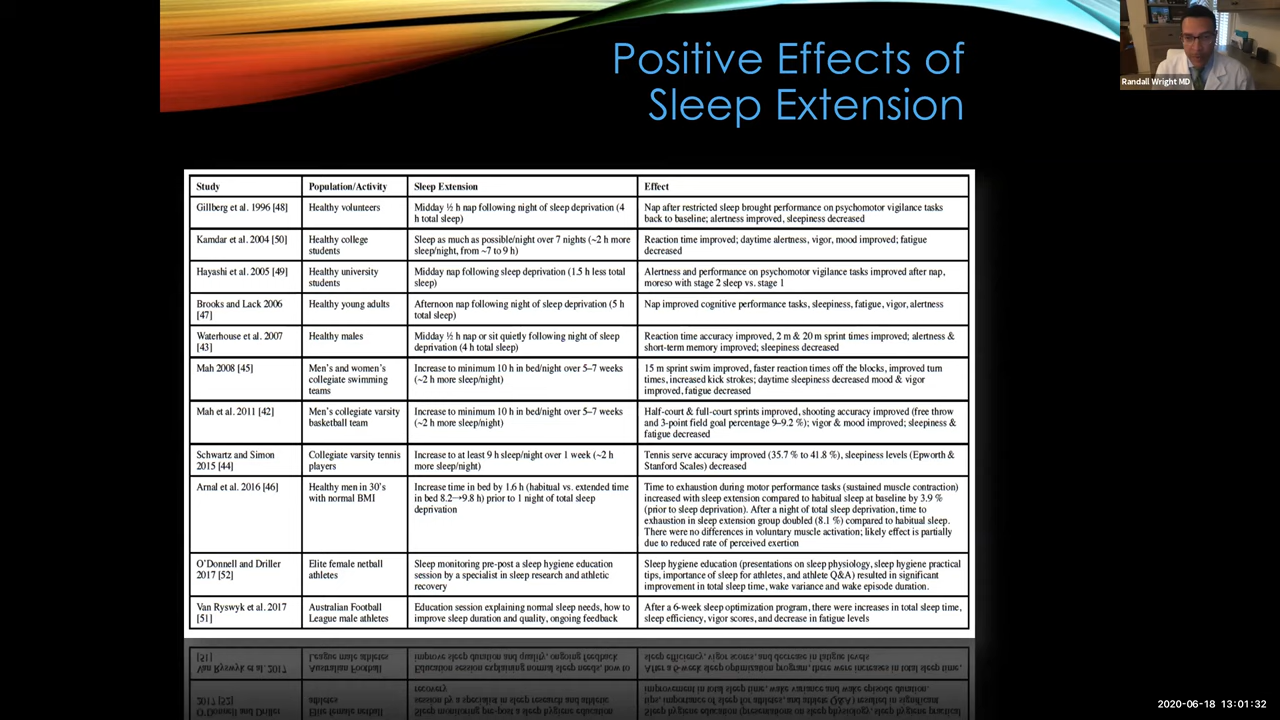 Positive Effects of
Sleep Extension
Randall Wright MD
Study Population/Activity Sleep Extension Effect
Gillberg et al. 1996 [48] Healthy volunteers Midday ½ h nap following night of sleep deprivation (4
h total sleep) Nap after restricted sleep brought performance on psychomotor vigilance tasks
back to baseline; alertness improved, sleepiness decreased
Kamdar et al. 2004 [50] Healthy college
students Sleep as much as possible/night over 7 nights (~2 h more
sleep/night, from ~7 to 9 h) Reaction time improved; daytime alertness, vigor, mood improved; fatigue
decreased
Hayashi et al. 2005 [49] Healthy university
students Midday nap following sleep deprivation (1.5 h less total
sleep) Alertness and performance on psychomotor vigilance tasks improved after nap,
moreso with stage 2 sleep vs. stage 1
Brooks and Lack 2006
[47] Healthy young adults Afternoon nap following night of sleep deprivation (5 h
total sleep) Nap improved cognitive performance tasks, sleepiness, fatigue, vigor, alertness
Waterhouse et al. 2007
[43] Healthy males Midday ½ h nap or sit quietly following night of sleep
deprivation (4 h total sleep) Reaction time accuracy improved, 2 m & 20 m sprint times improved; alertness &
short-term memory improved; sleepiness decreased
Mah 2008 [45] Men's and women's
collegiate swimming
teams Increase to minimum 10 h in bed/night over 5–7 weeks
(~2 h more sleep/night) 15 m sprint swim improved, faster reaction times off the blocks, improved turn
times, increased kick strokes; daytime sleepiness decreased mood & vigor
improved, fatigue decreased
Mah et al. 2011 [42] Men's collegiate varsity
basketball team Increase to minimum 10 h in bed/night over 5–7 weeks
(~2 h more sleep/night) Half-court & full-court sprints improved, shooting accuracy improved (free throw
and 3-point field goal percentage 9–9.2 %); vigor & mood improved; sleepiness &
fatigue decreased
Schwartz and Simon
2015 [44] Collegiate varsity tennis
players Increase to at least 9 h sleep/night over 1 week (~2 h
more sleep/night) Tennis serve accuracy improved (35.7 % to 41.8 %), sleepiness levels (Epworth &
Stanford Scales) decreased
Arnal et al. 2016 [46] Healthy men in 30's
with normal BMI Increase time in bed by 1.6 h (habitual vs. extended time
in bed 8.2→9.8 h) prior to 1 night of total sleep
deprivation Time to exhaustion during motor performance tasks (sustained muscle contraction)
increased with sleep extension compared to habitual sleep at baseline by 3.9 %
(prior to sleep deprivation). After a night of total sleep deprivation, time to
exhaustion in sleep extension group doubled (8.1 %) compared to habitual sleep.
There were no differences in voluntary muscle activation; likely effect is partially
due to reduced rate of perceived exertion
O'Donnell and Driller
2017 [52] Elite female netball
athletes Sleep monitoring pre-post a sleep hygiene education
session by a specialist in sleep research and athletic
recovery Sleep hygiene education (presentations on sleep physiology, sleep hygiene practical
tips, importance of sleep for athletes, and athlete Q&A) resulted in significant
improvement in total sleep time, wake variance and wake episode duration.
Van Ryswyk et al. 2017
[51] Australian Football
League male athletes Education session explaining normal sleep needs, how to
improve sleep duration and quality, ongoing feedback After a 6-week sleep optimization program, there were increases in total sleep time,
sleep efficiency, vigor scores, and decrease in fatigue levels
2020-06-18 13:01:32